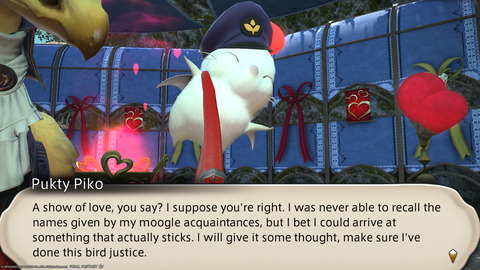 Pukty Piko
A show of love, you say? I suppose you're right. I was never able to recall the
names given by my moogle acquaintances, but I bet I could arrive at
something that actually sticks. I will give it some thought, make sure I've
done this bird justice.